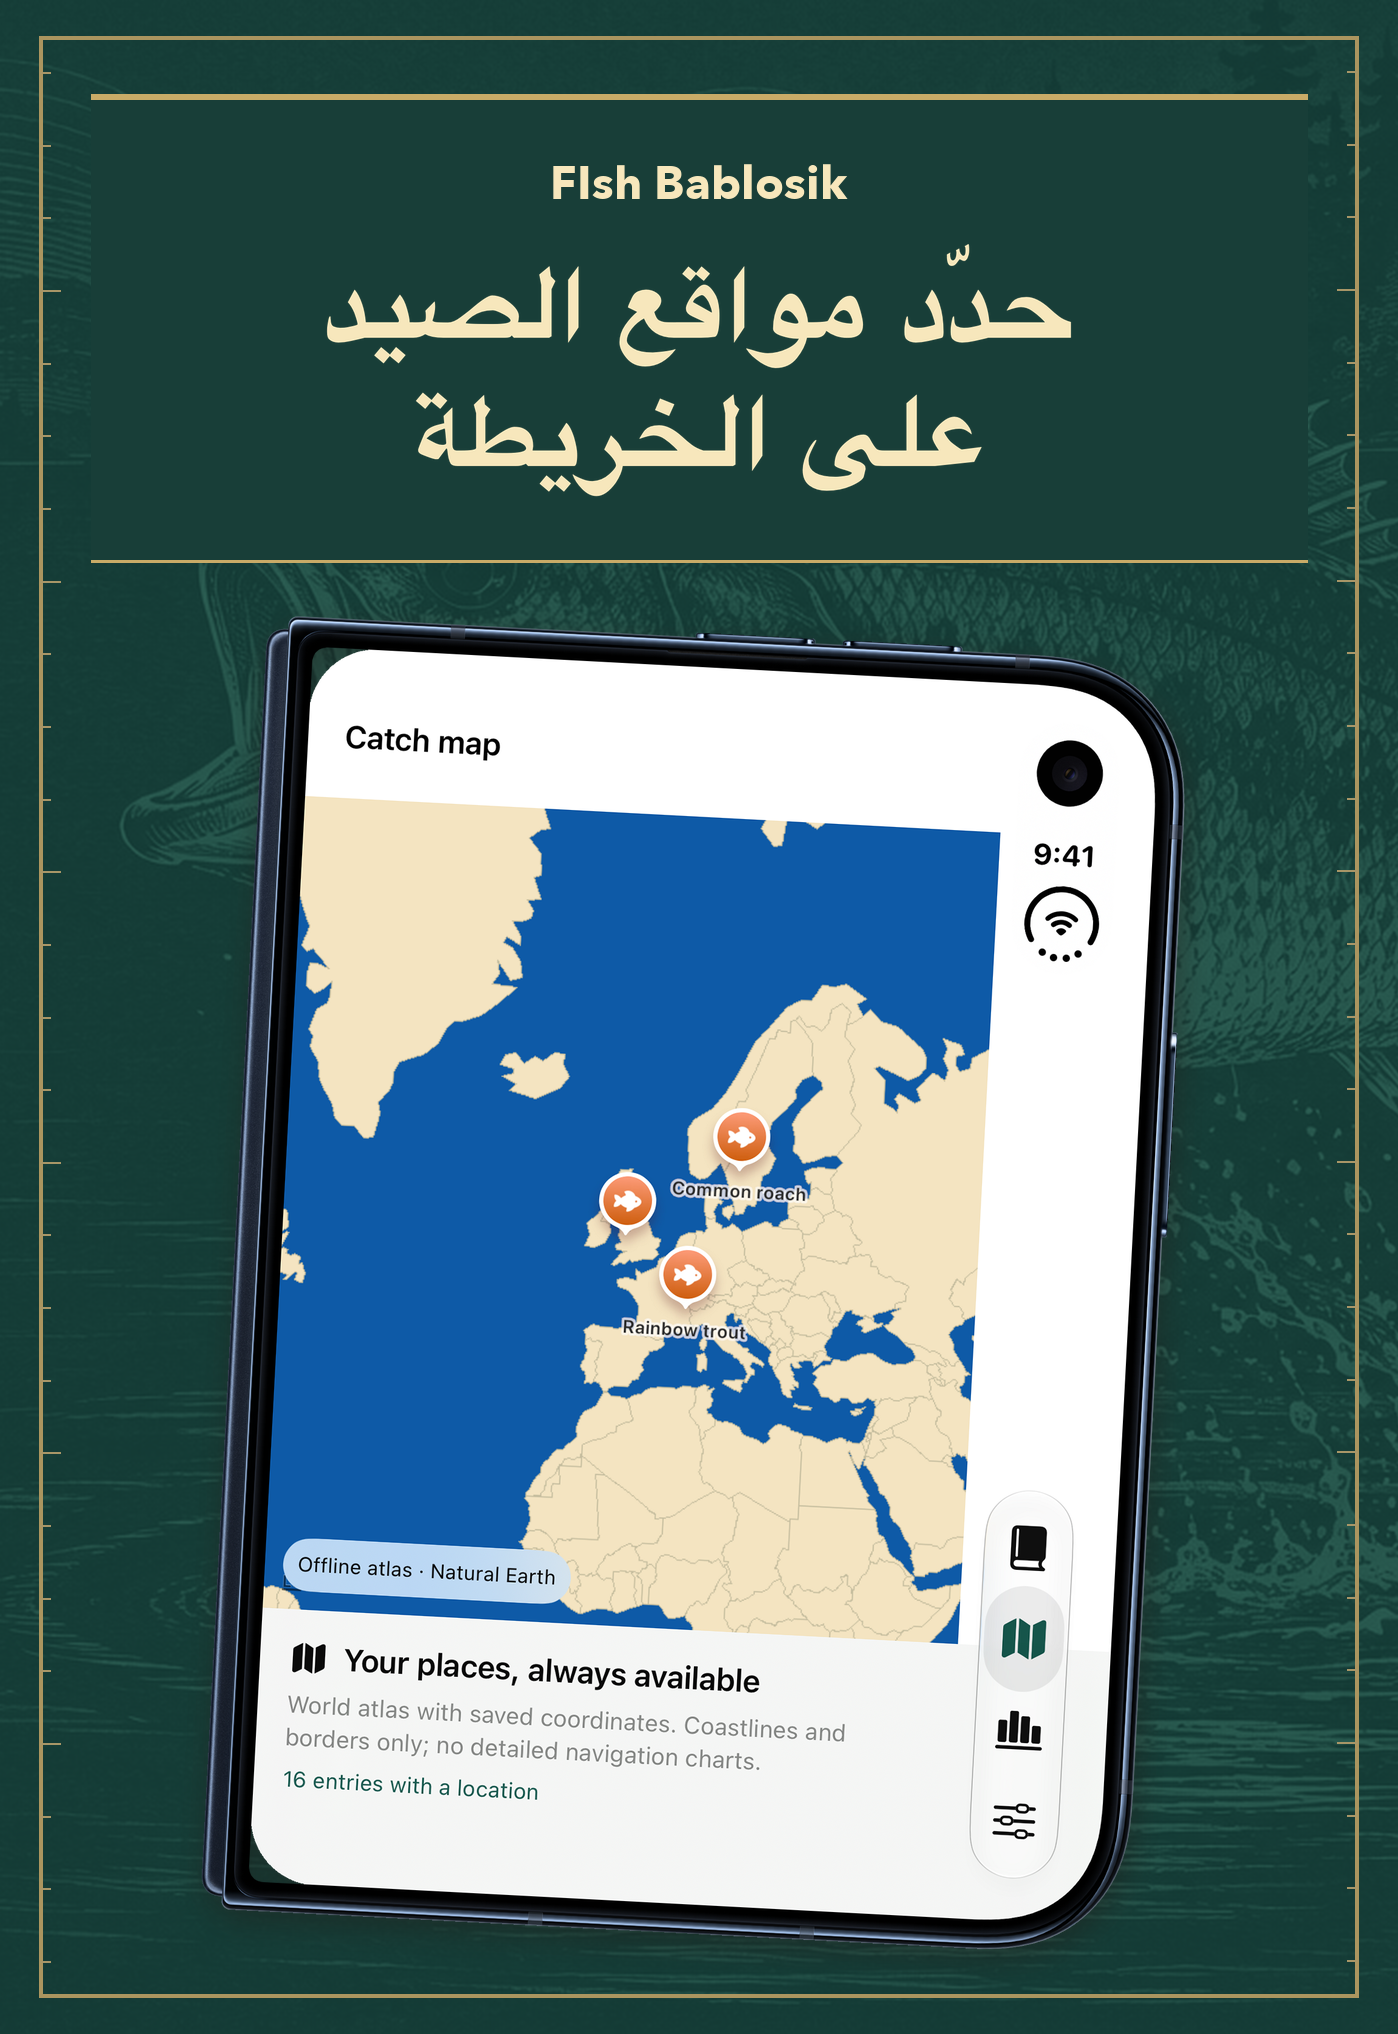 FIsh Bablosik
حدّد مواقع الصيد
على الخريطة
Catch map
9:41
Common roach
Rainbow trout
Offline atlas · Natural Earth
Your places, always available
World atlas with saved coordinates. Coastlines and
borders only; no detailed navigation charts.
16 entries with a location